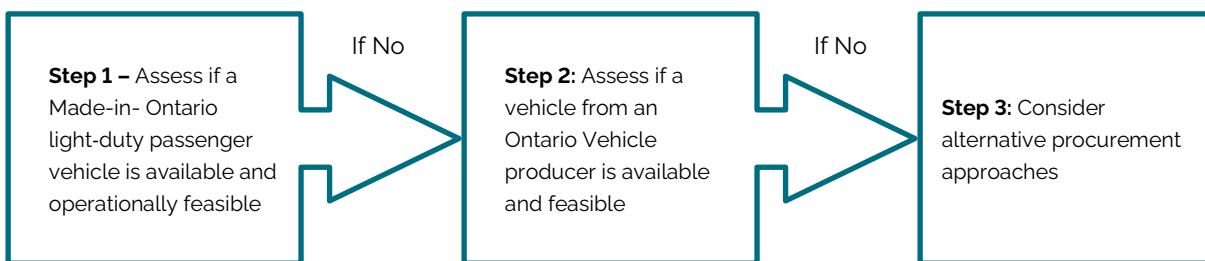 Step 1 – Assess if a
Made-in- Ontario
light-duty passenger
vehicle is available and
operationally feasible
If No
Step 2: Assess if a
vehicle from an
Ontario Vehicle
producer is available
and feasible
If No
Step 3: Consider
alternative procurement
approaches